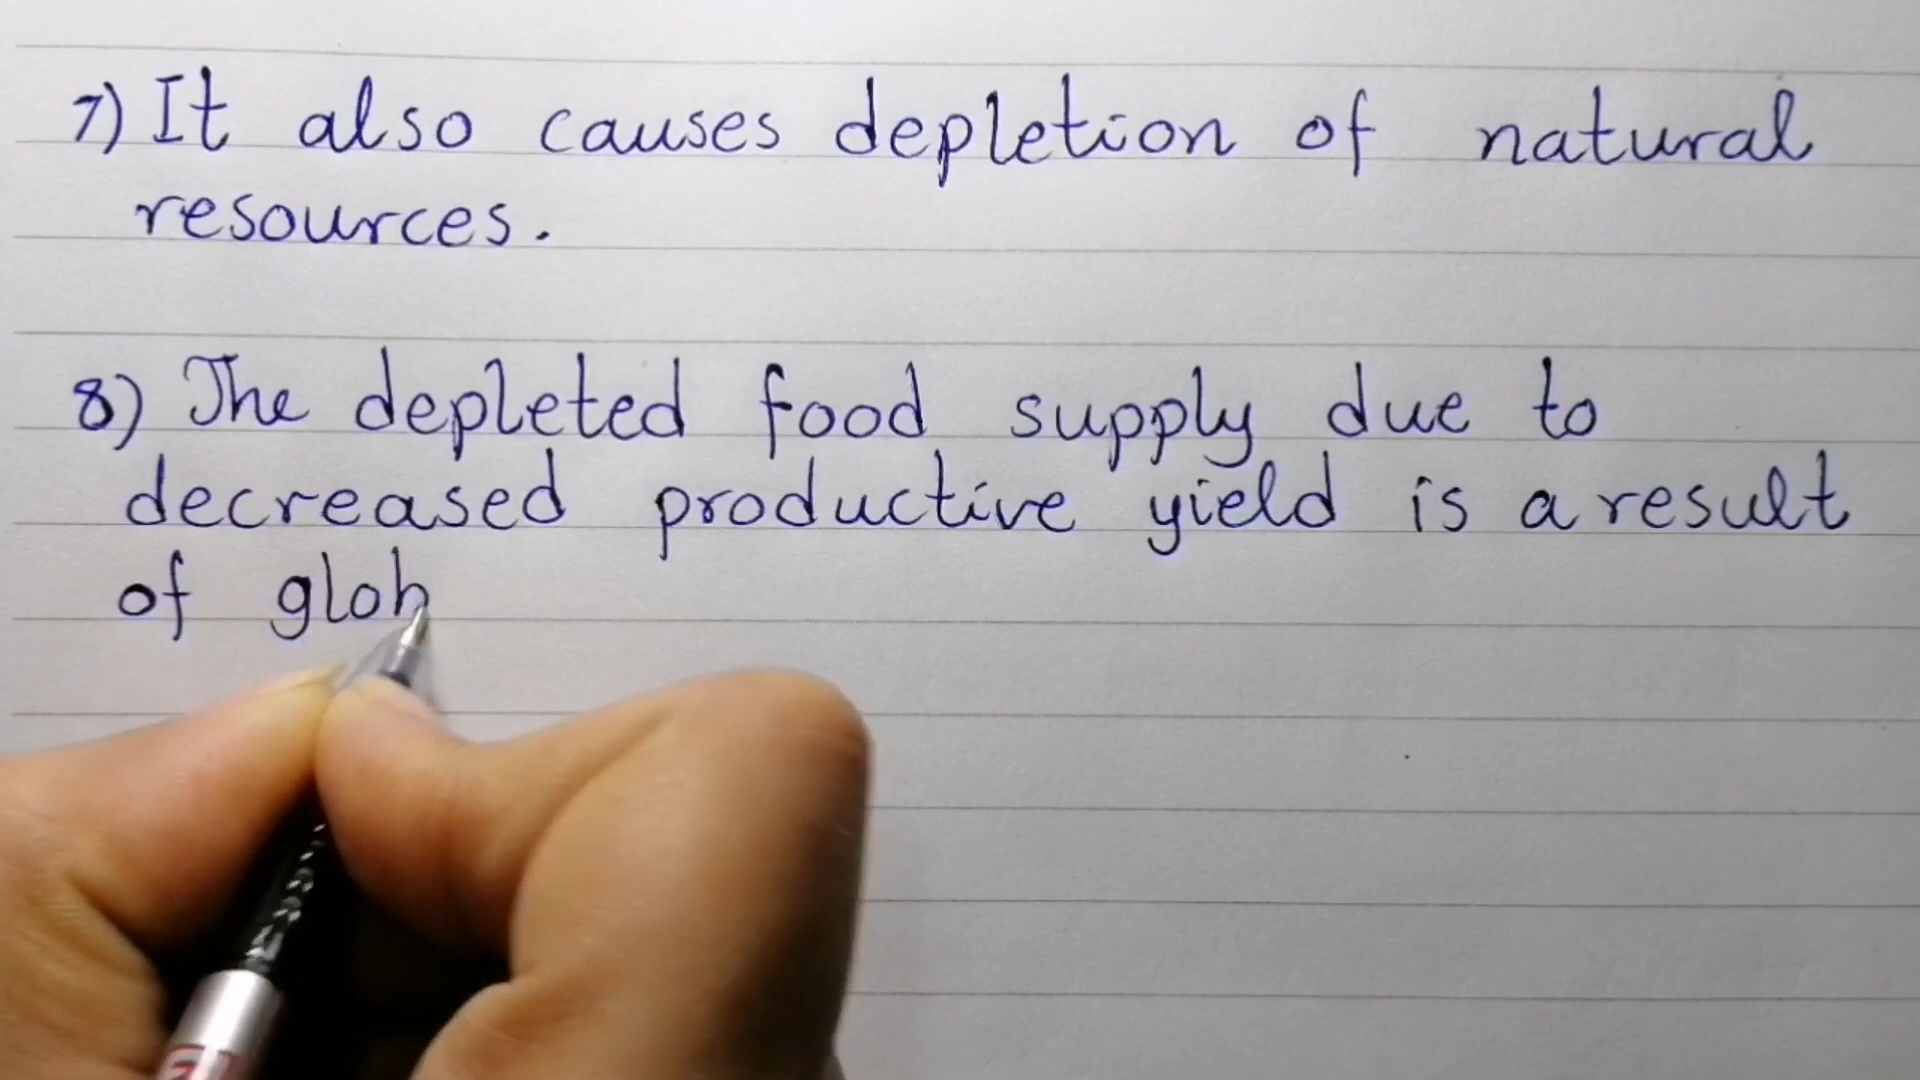 7) It also causes depletion of natural
resources.
8) The depleted food supply due to
decreased productive yield is a result
of glob